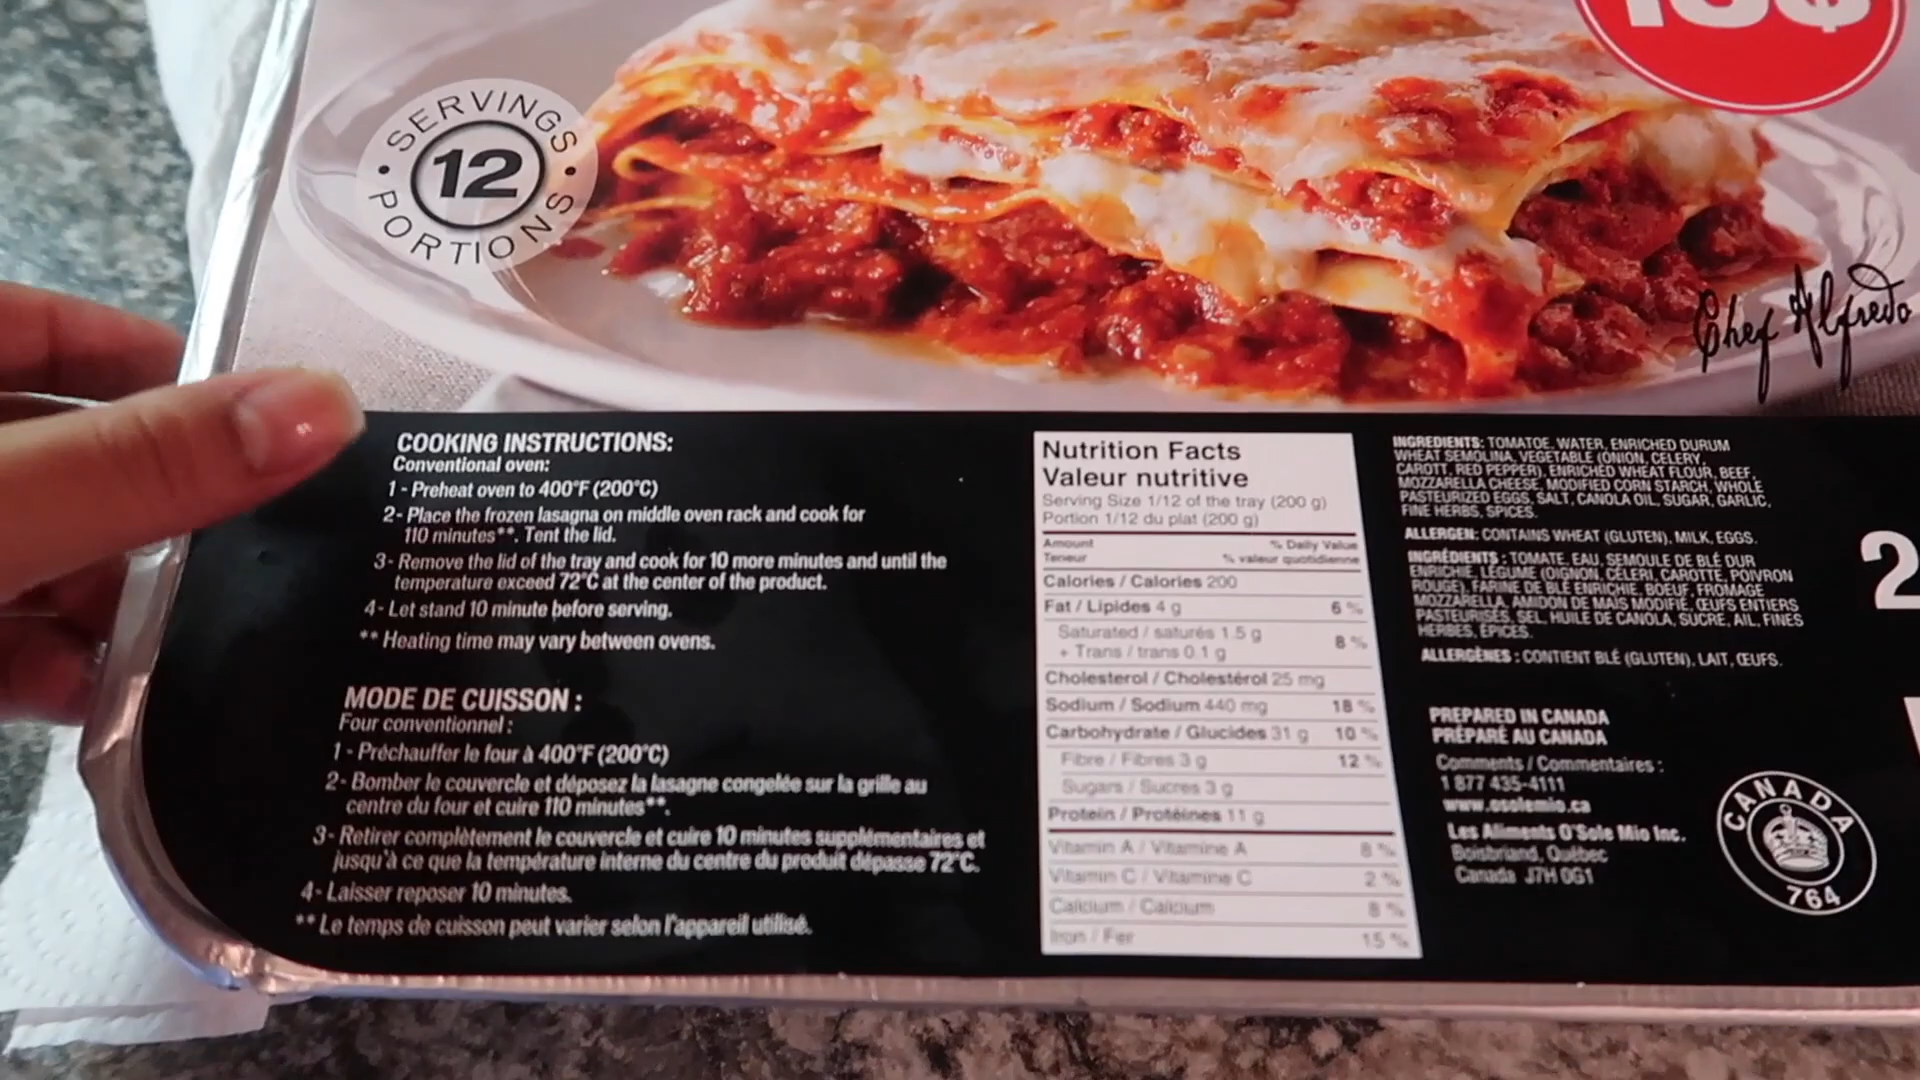 SERVINGS
12
PORTIONS
Chef Alfredo
COOKING INSTRUCTIONS:
Conventional oven:
1 - Preheat oven to 400°F (200°C)
2- Place the frozen lasagna on middle oven rack and cook for
110 minutes**. Tent the lid.
3- Remove the lid of the tray and cook for 10 more minutes and until the
temperature exceed 72°C at the center of the product.
4- Let stand 10 minute before serving.
** Heating time may vary between ovens.
MODE DE CUISSON :
Four conventionnel :
1 - Préchauffer le four à 400°F (200°C)
2- Bomber le couvercle et déposez la lasagne congelée sur la grille au
centre du four et cuire 110 minutes**.
3- Retirer complètement le couvercle et cuire 10 minutes supplémentaires et
jusqu'à ce que la température interne du centre du produit dépasse 72°C.
4- Laisser reposer 10 minutes.
** Le temps de cuisson peut varier selon l'appareil utilisé.
Nutrition Facts
Valeur nutritive
Serving Size 1/12 of the tray (200 g)
Portion 1/12 du plat (200 g)
Amount % Daily Value
Teneur % valeur quotidienne
Calories / Calories 200
Fat / Lipides 4 g 6 %
Saturated / saturés 1.5 g
+ Trans / trans 0.1 g 8 %
Cholesterol / Cholestérol 25 mg
Sodium / Sodium 440 mg 18 %
Carbohydrate / Glucides 31 g 10 %
Fibre / Fibres 3 g 12 %
Sugars / Sucres 3 g
Protein / Protéines 11 g
Vitamin A / Vitamine A 8 %
Vitamin C / Vitamine C 2 %
Calcium / Calcium 8 %
Iron / Fer 15 %
INGREDIENTS: TOMATOE, WATER, ENRICHED DURUM
WHEAT SEMOLINA, VEGETABLE (ONION, CELERY,
CAROTT, RED PEPPER), ENRICHED WHEAT FLOUR, BEEF,
MOZZARELLA CHEESE, MODIFIED CORN STARCH, WHOLE
PASTEURIZED EGGS, SALT, CANOLA OIL, SUGAR, GARLIC,
FINE HERBS, SPICES.
ALLERGEN: CONTAINS WHEAT (GLUTEN), MILK, EGGS.
INGRÉDIENTS : TOMATE, EAU, SEMOULE DE BLÉ DUR
ENRICHIE, LÉGUME (OIGNON, CÉLERI, CAROTTE, POIVRON
ROUGE), FARINE DE BLÉ ENRICHIE, BOEUF, FROMAGE
MOZZARELLA, AMIDON DE MAÏS MODIFIÉ, ŒUFS ENTIERS
PASTEURISÉS, SEL, HUILE DE CANOLA, SUCRE, AIL, FINES
HERBES, ÉPICES.
ALLERGÈNES : CONTIENT BLÉ (GLUTEN), LAIT, ŒUFS.
PREPARED IN CANADA
PRÉPARÉ AU CANADA
Comments / Commentaires :
1 877 435-4111
www.osolemio.ca
Les Aliments O'Sole Mio Inc.
Boisbriand, Québec
Canada J7H 0G1
CANADA
764
2